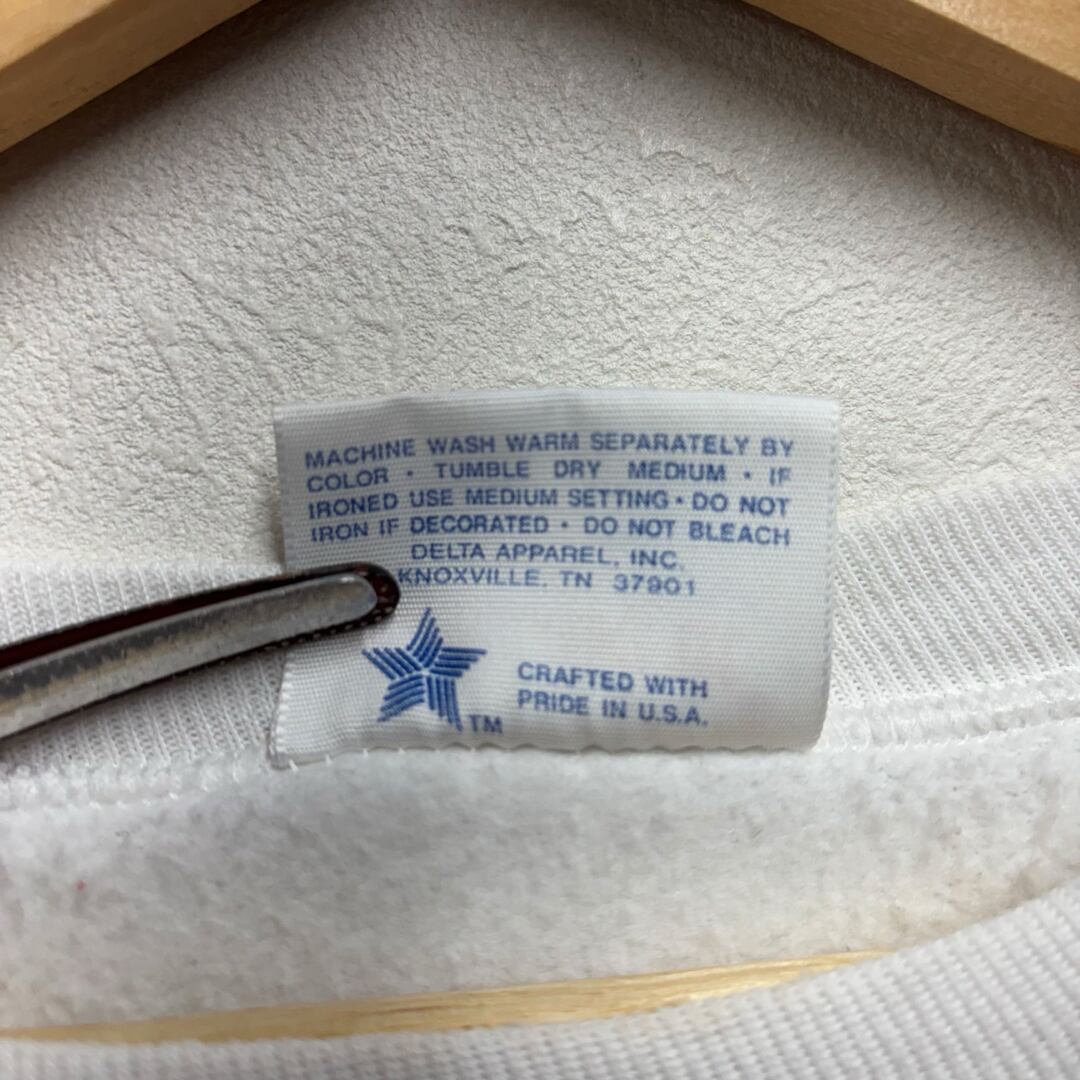 MACHINE WASH WARM SEPARATELY BY
COLOR · TUMBLE DRY MEDIUM · IF
IRONED USE MEDIUM SETTING · DO NOT
IRON IF DECORATED · DO NOT BLEACH
DELTA APPAREL, INC.
KNOXVILLE, TN 37901
CRAFTED WITH
PRIDE IN U.S.A.
TM